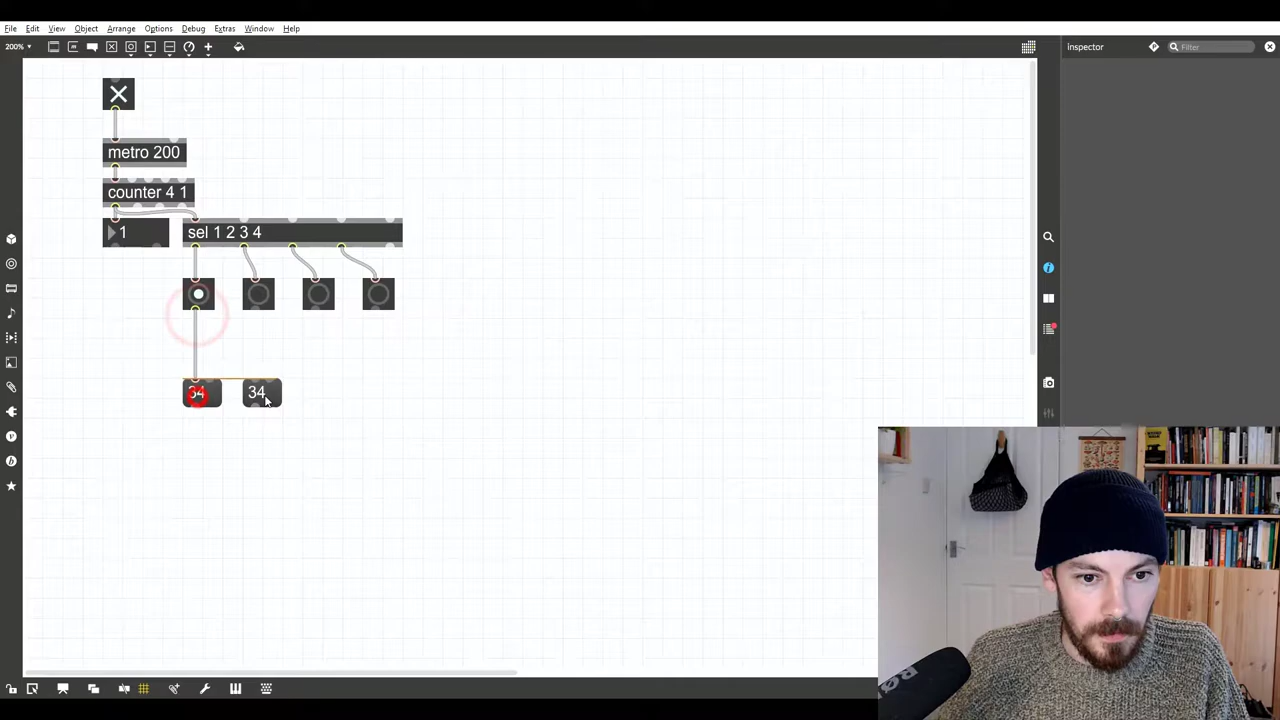 File Edit View Object Arrange Options Debug Extras Window Help
200%
inspector
Filter
metro 200
counter 4 1
1
sel 1 2 3 4
34
34